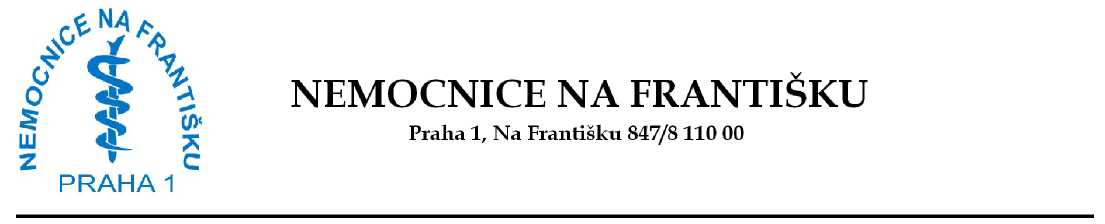 NEMOCNICE NA FRANTIŠKU
PRAHA 1
NEMOCNICE NA FRANTIŠKU
Praha 1, Na Františku 847/8 110 00